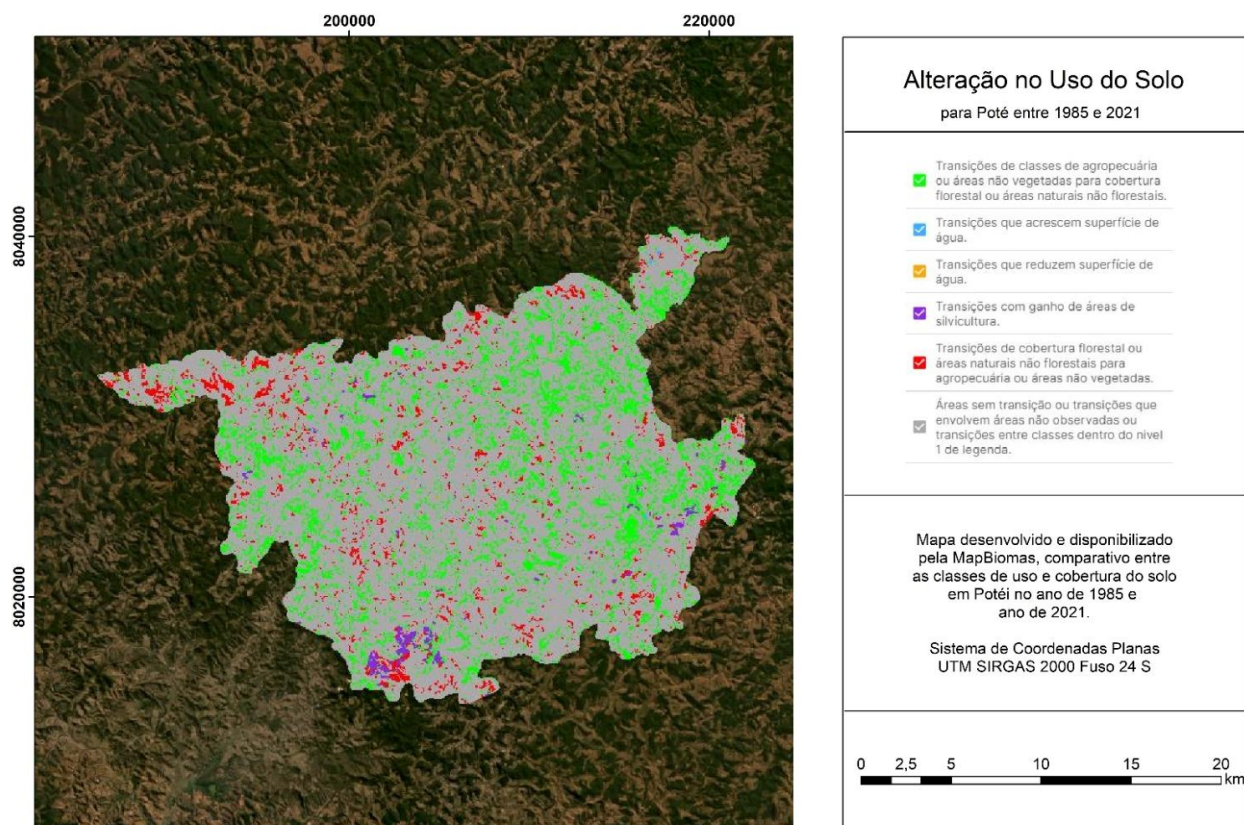 200000
220000
8040000
8020000
Alteração no Uso do Solo
para Poté entre 1985 e 2021
Transições de classes de agropecuária
ou áreas não vegetadas para cobertura
florestal ou áreas naturais não florestais.
Transições que acrescem superfície de
água.
Transições que reduzem superfície de
água.
Transições com ganho de áreas de
silvicultura.
Transições de cobertura florestal ou
áreas naturais não florestais para
agropecuária ou áreas não vegetadas.
Áreas sem transição ou transições que
envolvem áreas não observadas ou
transições entre classes dentro do nivel
1 de legenda.
Mapa desenvolvido e disponibilizado
pela MapBiomas, comparativo entre
as classes de uso e cobertura do solo
em Potéi no ano de 1985 e
ano de 2021.
Sistema de Coordenadas Planas
UTM SIRGAS 2000 Fuso 24 S
0 2,5 5 10 15 20
km